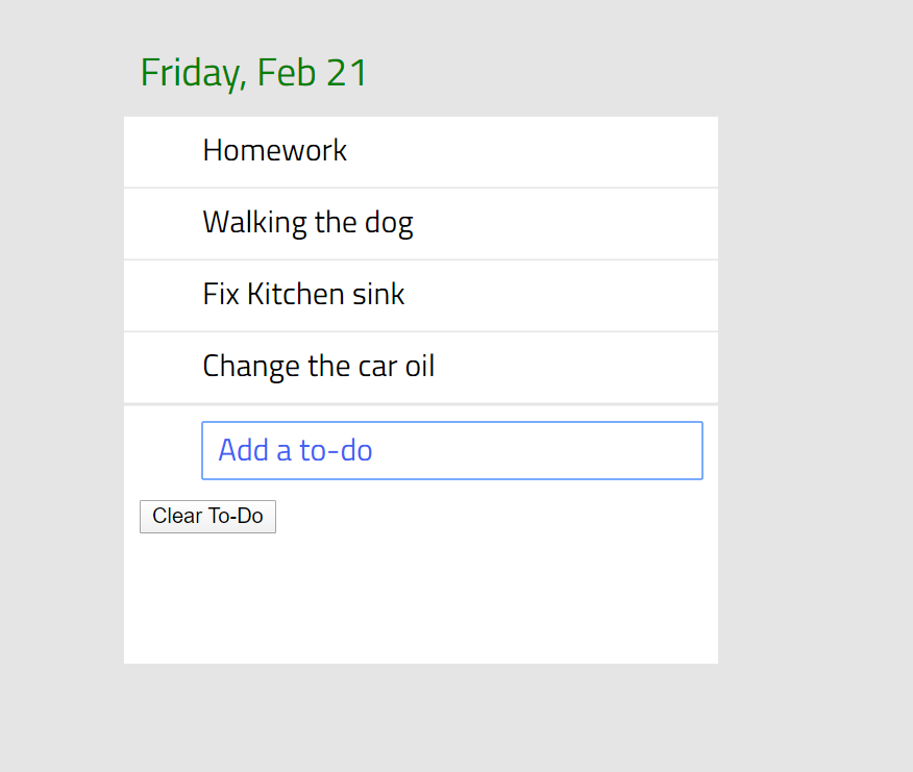 Friday, Feb 21
Homework
Walking the dog
Fix Kitchen sink
Change the car oil
Add a to-do
Clear To-Do